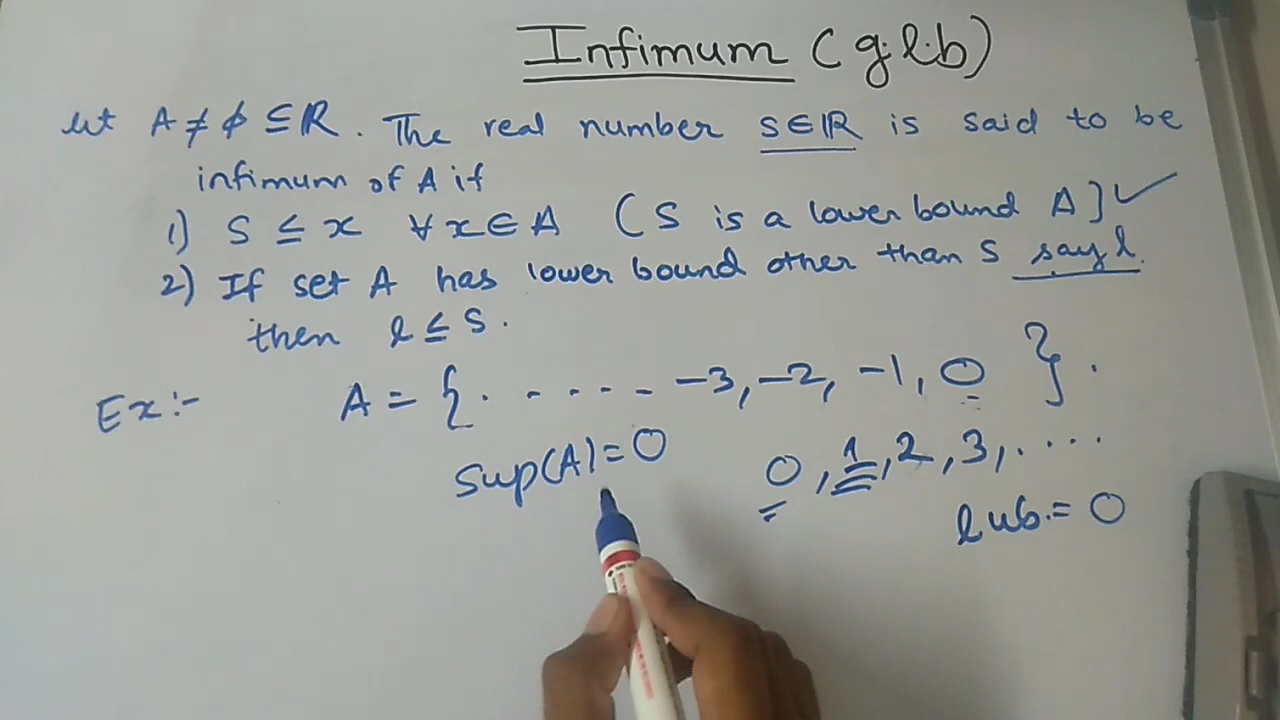 Infimum (g.l.b)
let A ≠ ϕ ⊆ ℝ. The real number S∈ℝ is said to be
infimum of A if
1) S ≤ x ∀ x ∈ A (S is a lower bound A]✓
2) If set A has lower bound other than S say l.
then l ≤ S.
Ex:- A = {. . . . . -3, -2, -1, 0 }.
sup(A) = 0
0, 1, 2, 3, . ...
lub. = 0